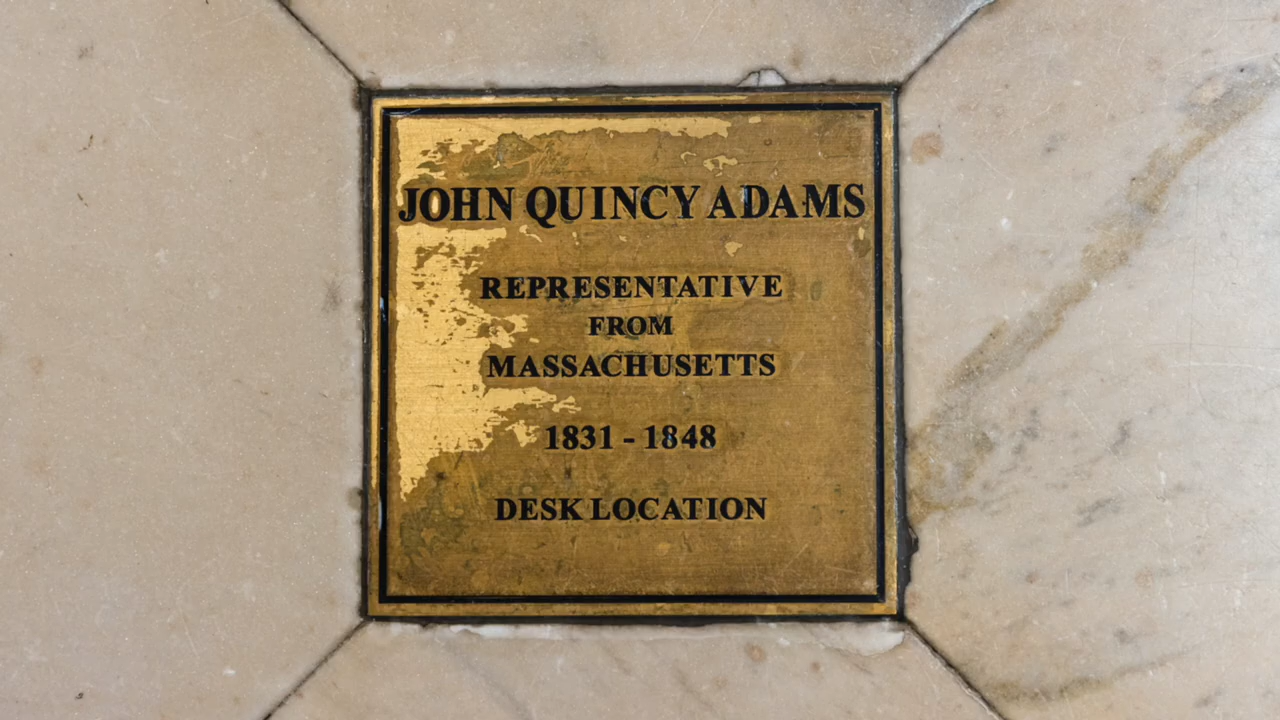 JOHN QUINCY ADAMS
REPRESENTATIVE
FROM
MASSACHUSETTS
1831 - 1848
DESK LOCATION